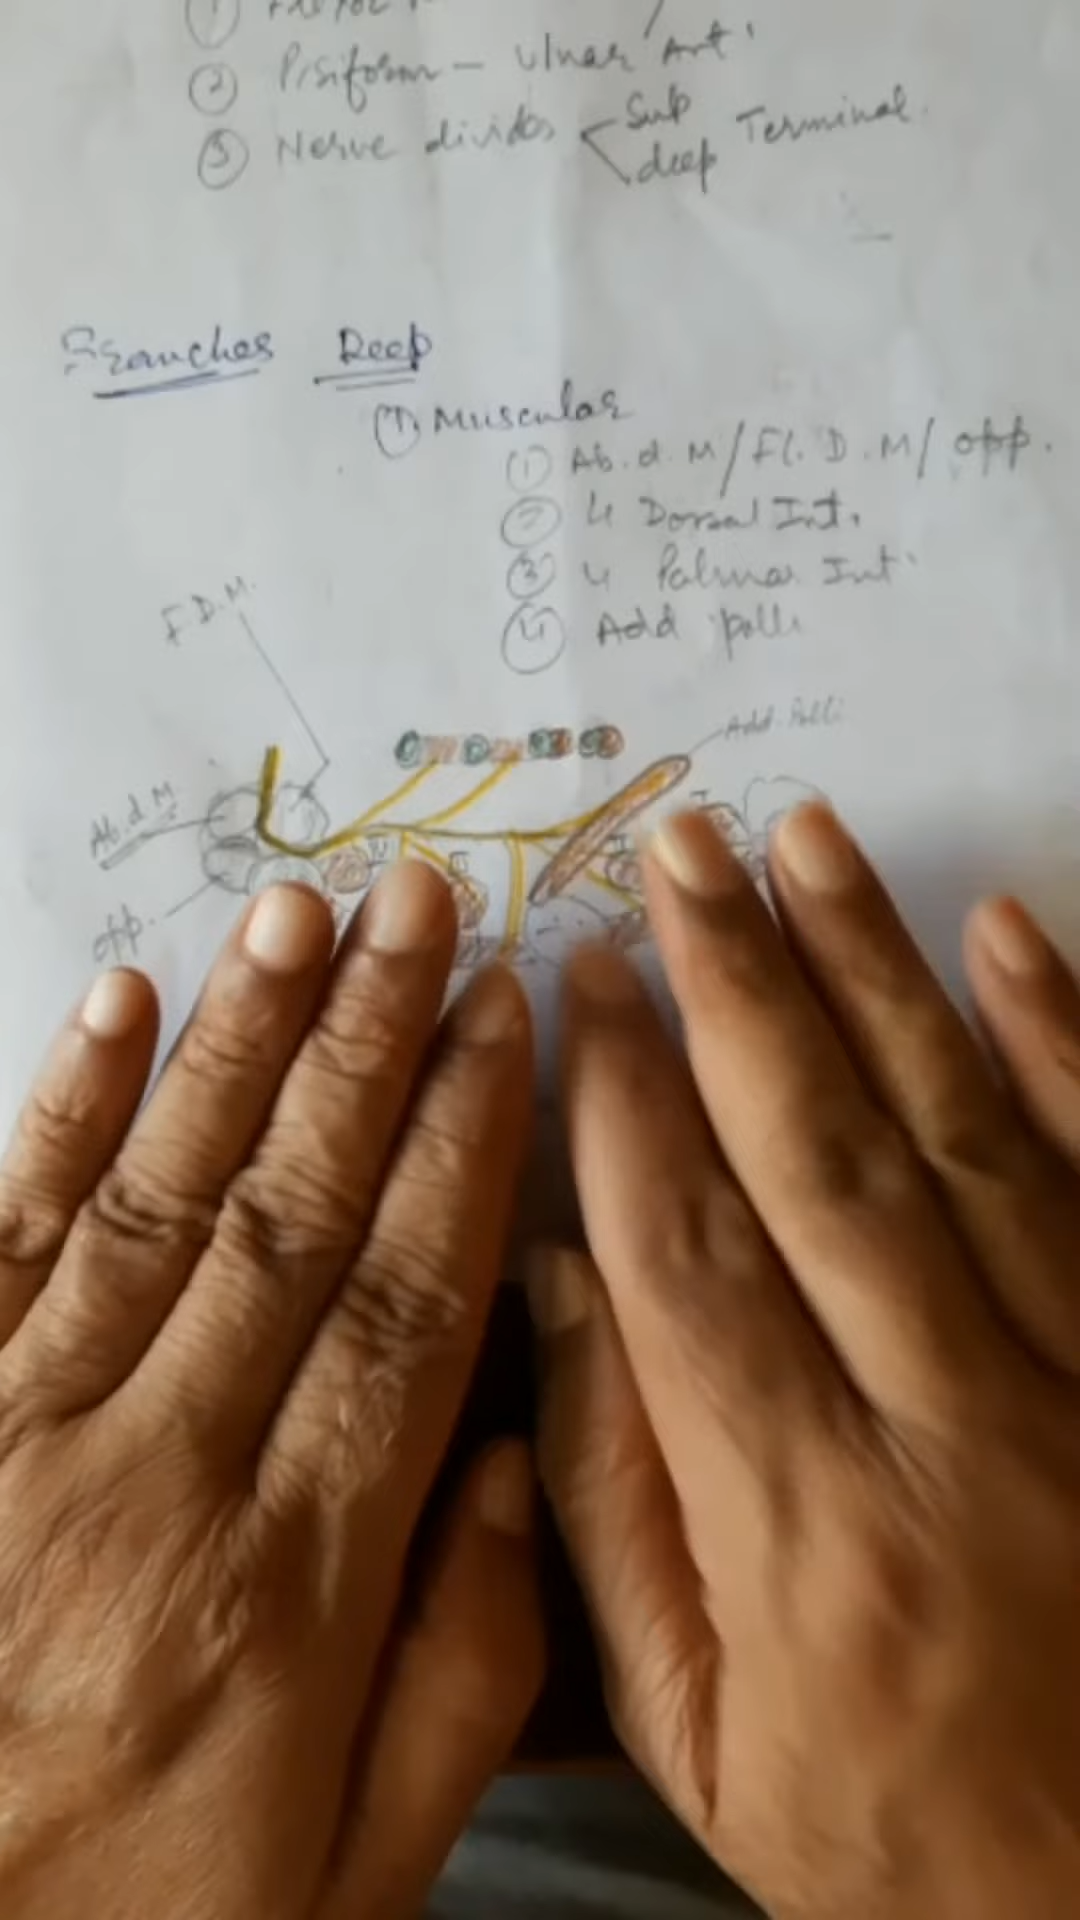 ② Pisiform – Ulnar Art.
③ Nerve divides < Sup
deep Terminal.
Branches Deep
① Muscular
① Ab. d. M / Fl. D. M / opp.
② 4 Dorsal Int.
③ 4 Palmar Int.
④ Add polli
F. D. M.
Add. Polli
Ab. d M
opp.